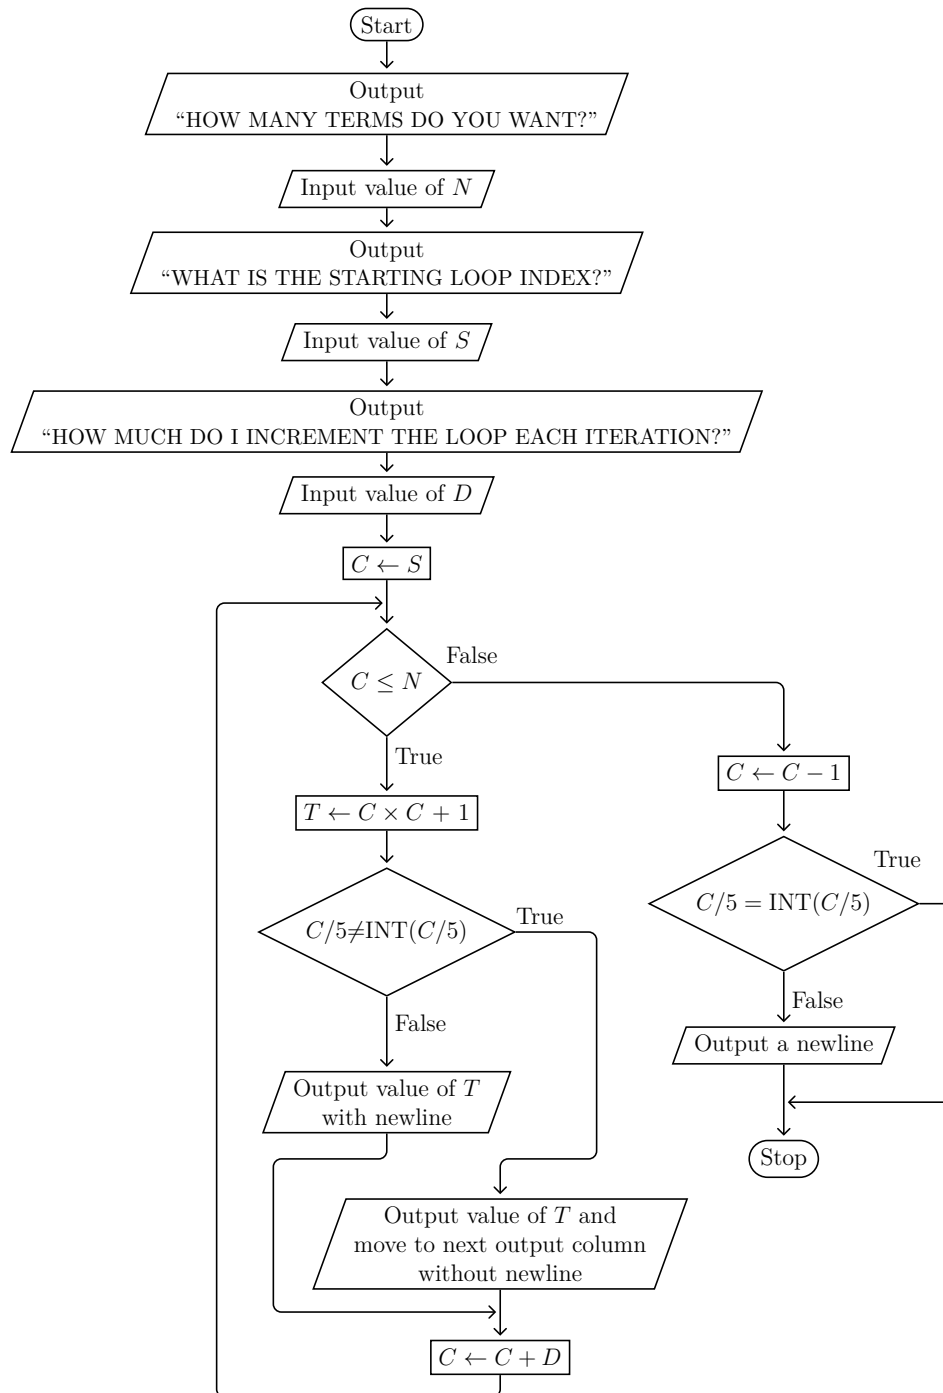 Start
Output
“HOW MANY TERMS DO YOU WANT?”
Input value of N
Output
“WHAT IS THE STARTING LOOP INDEX?”
Input value of S
Output
“HOW MUCH DO I INCREMENT THE LOOP EACH ITERATION?”
Input value of D
C ← S
C ≤ N
False
True
T ← C × C + 1
C/5≠INT(C/5)
True
False
Output value of T
with newline
Output value of T and
move to next output column
without newline
C ← C + D
C ← C − 1
C/5 = INT(C/5)
True
False
Output a newline
Stop